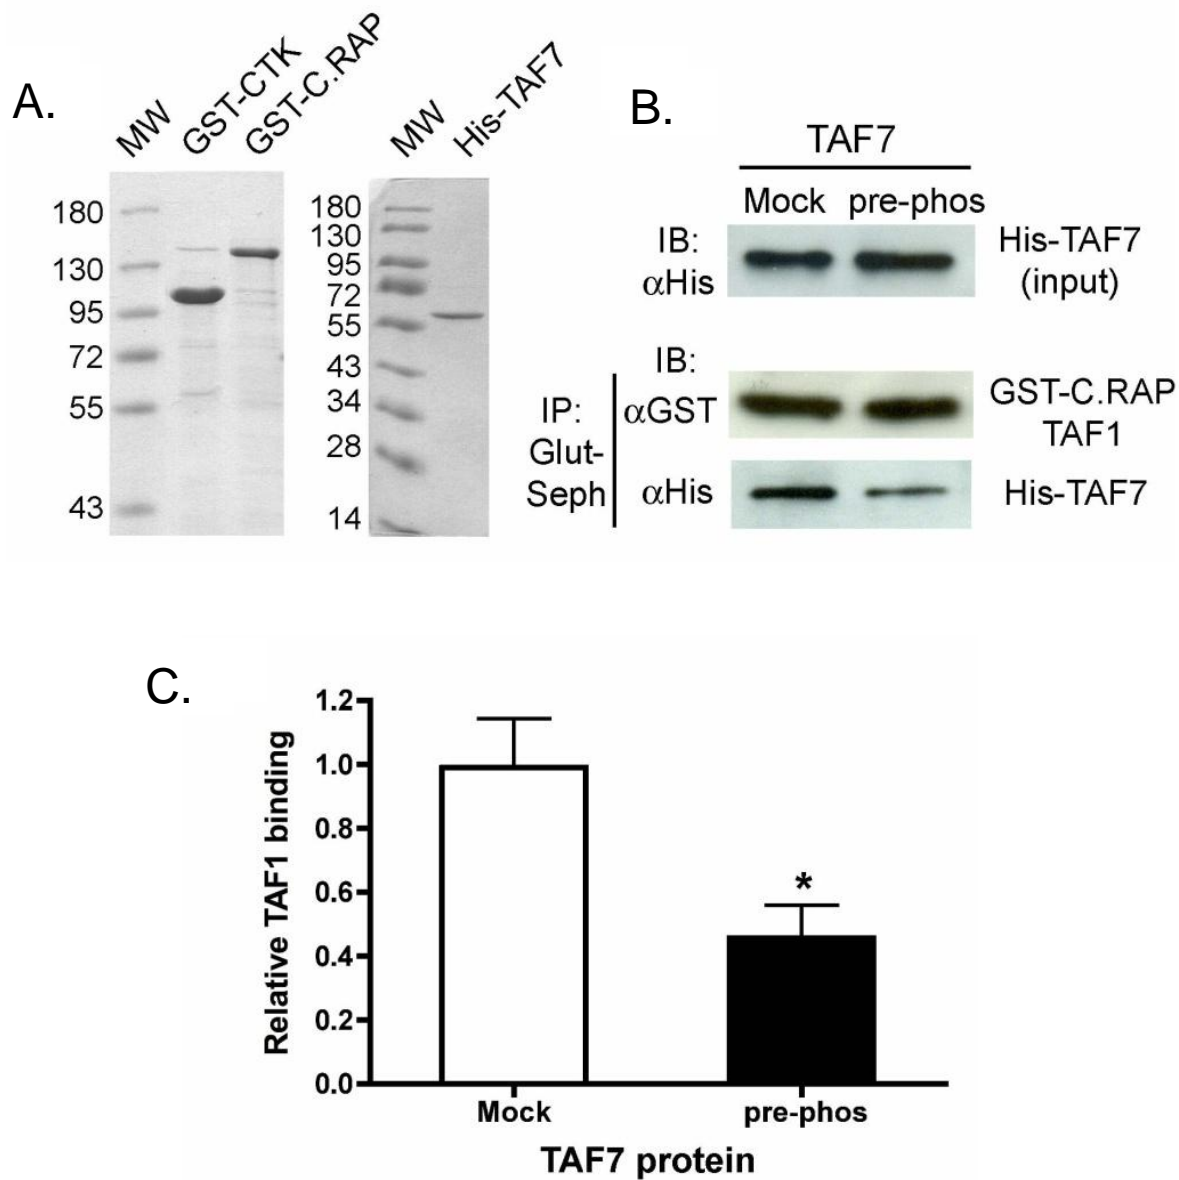 A.
MW
GST-CTK
GST-C.RAP
180
130
95
72
55
43
MW
His-TAF7
180
130
95
72
55
43
34
28
14
B.
TAF7
Mock pre-phos
IB:
αHis
His-TAF7
(input)
IB:
IP:
Glut-
Seph
αGST
GST-C.RAP
TAF1
αHis
His-TAF7
C.
Relative TAF1 binding
1.2
1.0
0.8
0.6
0.4
0.2
0.0
*
Mock
pre-phos
TAF7 protein